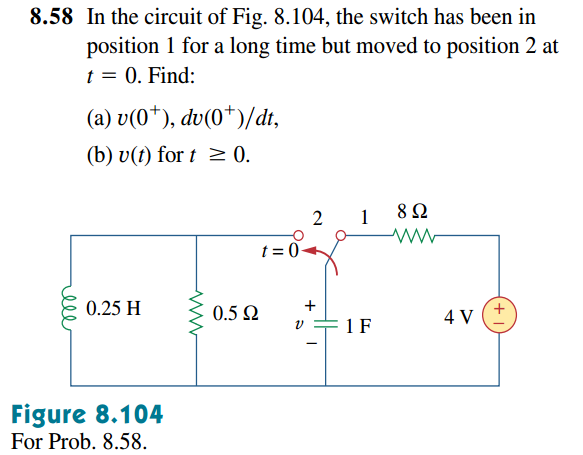 8.58 In the circuit of Fig. 8.104, the switch has been in
position 1 for a long time but moved to position 2 at
t = 0. Find:
(a) v(0⁺), dv(0⁺)/dt,
(b) v(t) for t ≥ 0.
2 1 8 Ω
t = 0
0.25 H 0.5 Ω + v − 1 F 4 V + −
Figure 8.104
For Prob. 8.58.